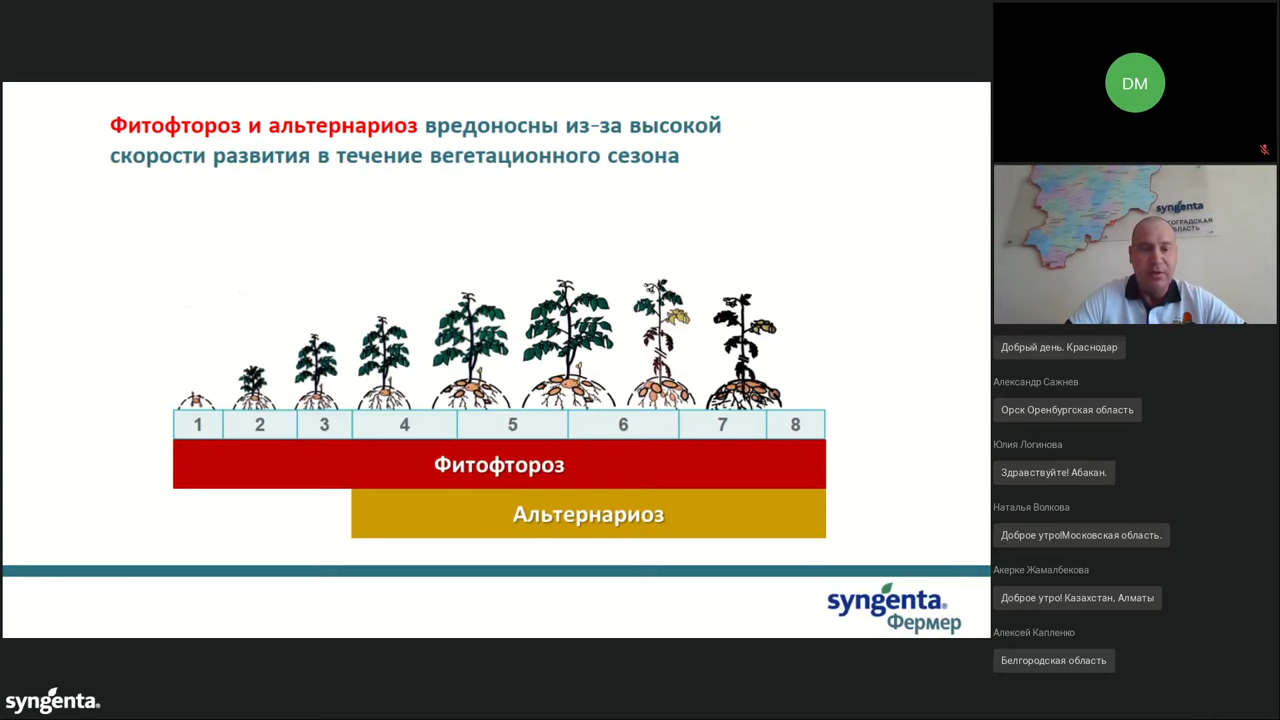 Фитофтороз и альтернариоз вредоносны из-за высокой
скорости развития в течение вегетационного сезона
1 2 3 4 5 6 7 8
Фитофтороз
Альтернариоз
syngenta
Фермер
syngenta
DM
syngenta
Добрый день. Краснодар
Александр Сажнев
Орск Оренбургская область
Юлия Логинова
Здравствуйте! Абакан.
Наталья Волкова
Доброе утро!Московская область.
Акерке Жамалбекова
Доброе утро! Казахстан, Алматы
Алексей Капленко
Белгородская область